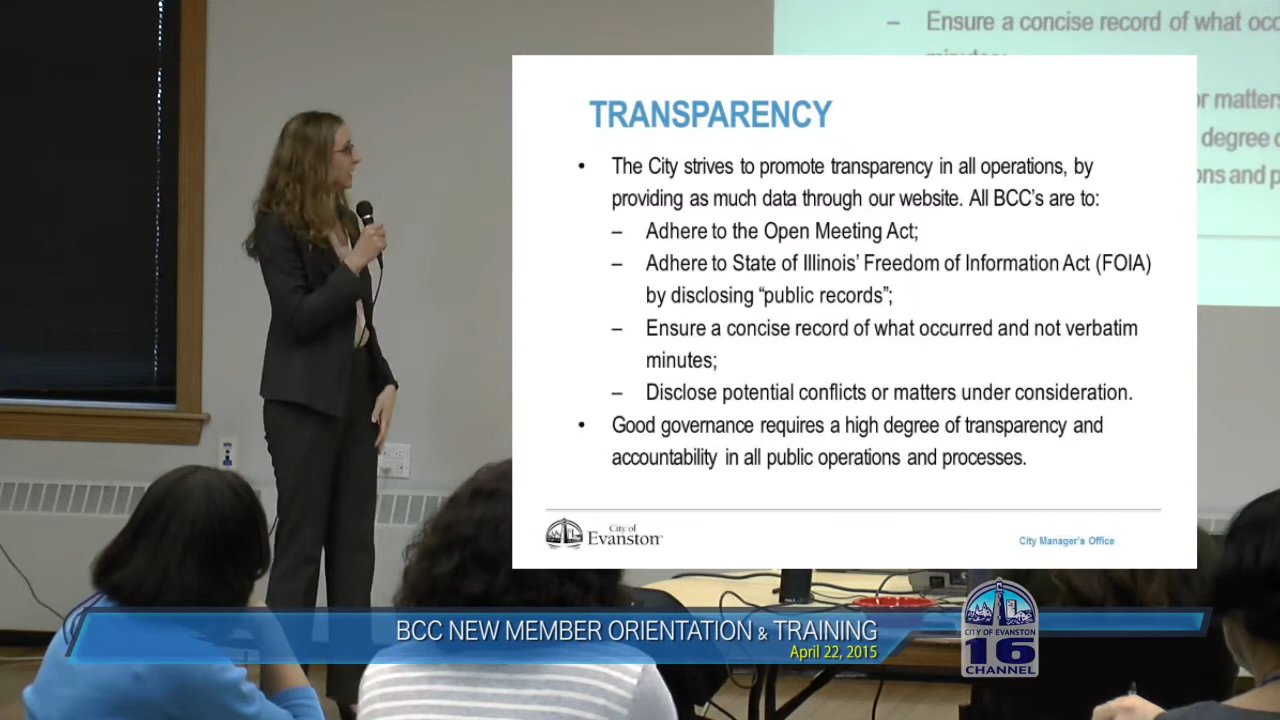 – Ensure a concise record of what
minutes;
or matters
degree
ons and p
TRANSPARENCY
• The City strives to promote transparency in all operations, by
providing as much data through our website. All BCC’s are to:
– Adhere to the Open Meeting Act;
– Adhere to State of Illinois’ Freedom of Information Act (FOIA)
by disclosing “public records”;
– Ensure a concise record of what occurred and not verbatim
minutes;
– Disclose potential conflicts or matters under consideration.
• Good governance requires a high degree of transparency and
accountability in all public operations and processes.
City of
Evanston
City Manager’s Office
BCC NEW MEMBER ORIENTATION & TRAINING
April 22, 2015
CITY OF EVANSTON
16
CHANNEL